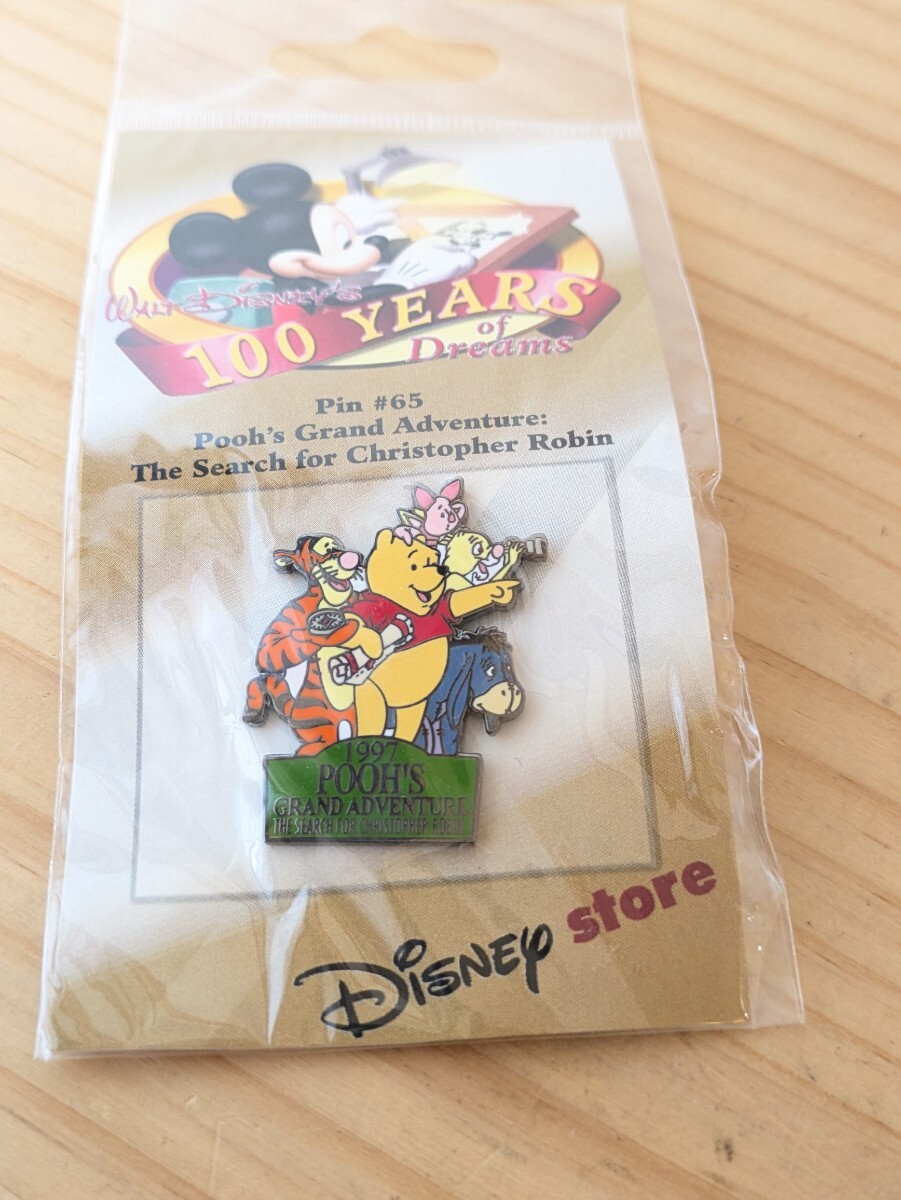 WALT DISNEY'S
100 YEARS
of
Dreams
Pin #65
Pooh's Grand Adventure:
The Search for Christopher Robin
1997
POOH'S
GRAND ADVENTURE
THE SEARCH FOR CHRISTOPHER ROBIN
DISNEY store